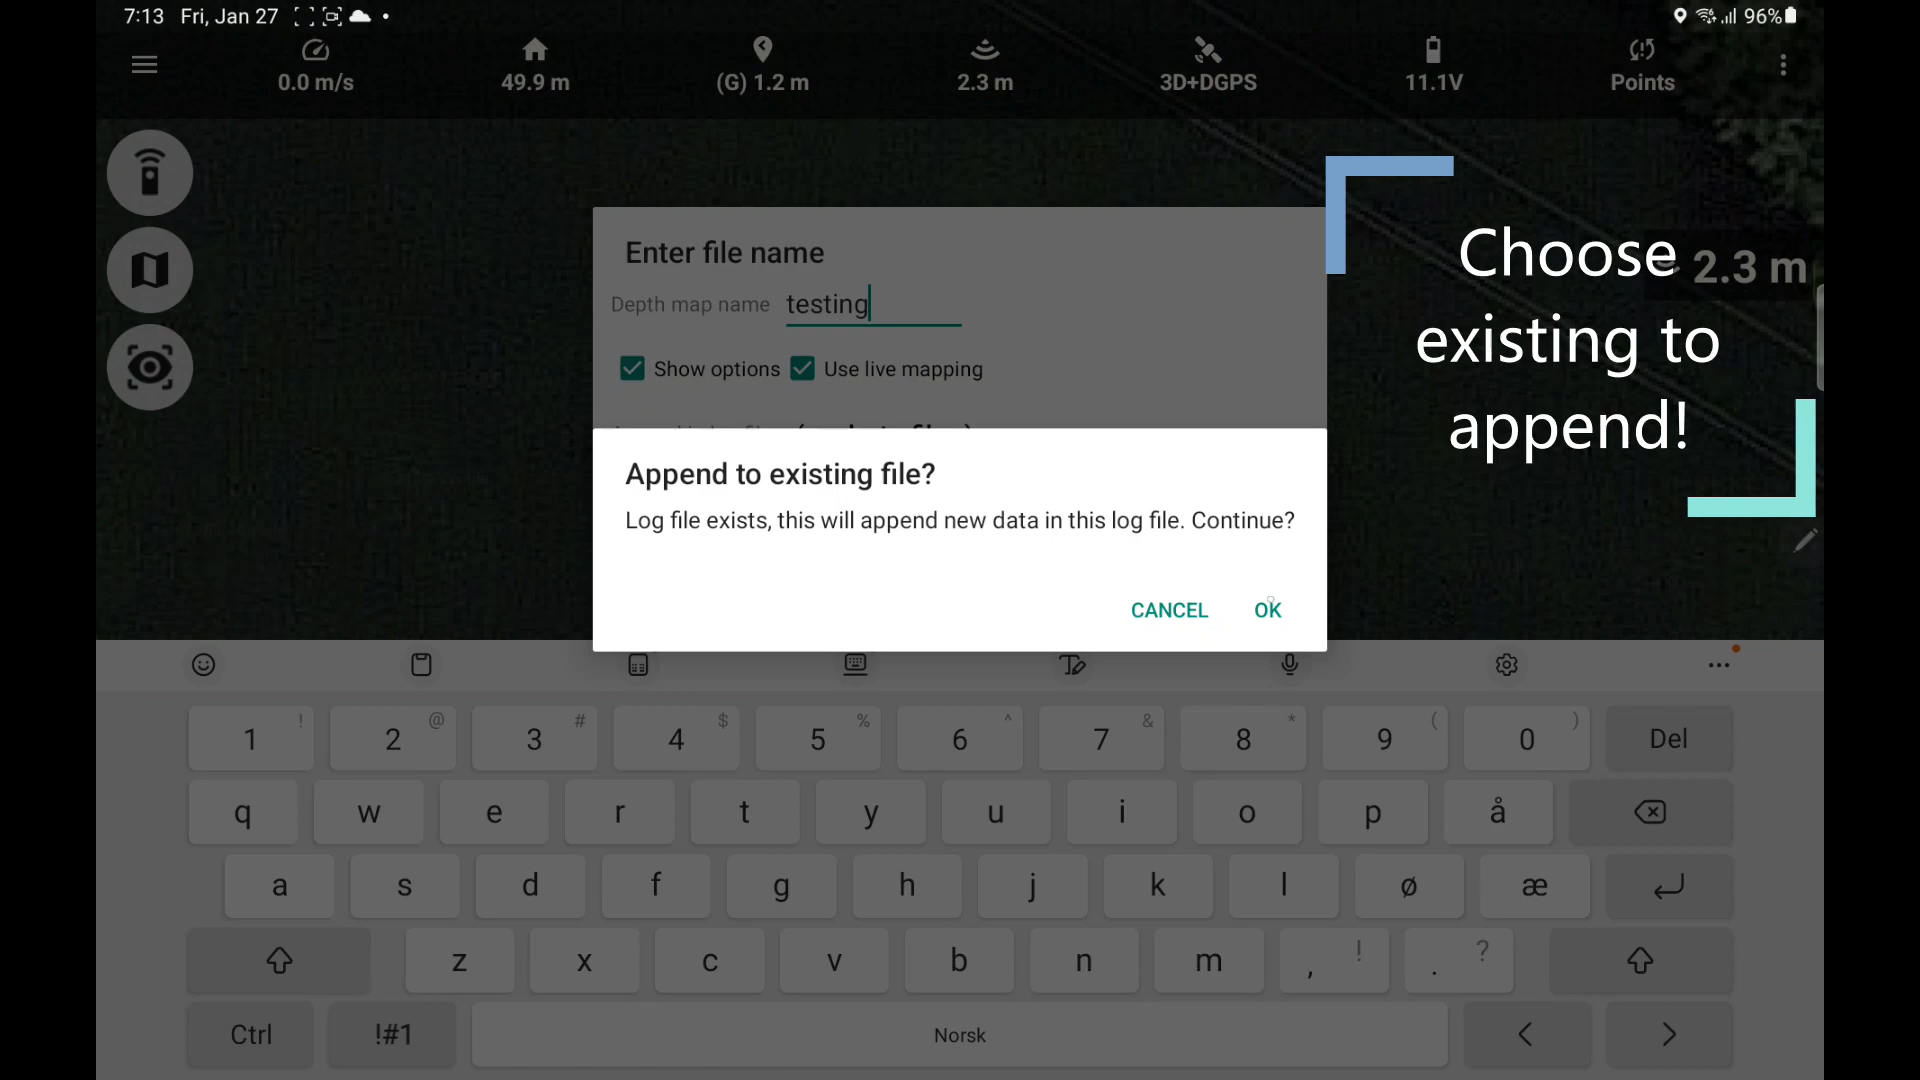 7:13 Fri, Jan 27
96%
0.0 m/s
49.9 m
(G) 1.2 m
2.3 m
3D+DGPS
11.1V
Points
Choose
existing to
append!
2.3 m
Enter file name
Depth map name testing
Show options Use live mapping
Append to existing file?
Log file exists, this will append new data in this log file. Continue?
CANCEL OK
1 ! 2 @ 3 # 4 $ 5 % 6 ^ 7 & 8 * 9 ( 0 ) Del
q w e r t y u i o p å
a s d f g h j k l ø æ
z x c v b n m , ! . ?
Ctrl !#1 Norsk < >